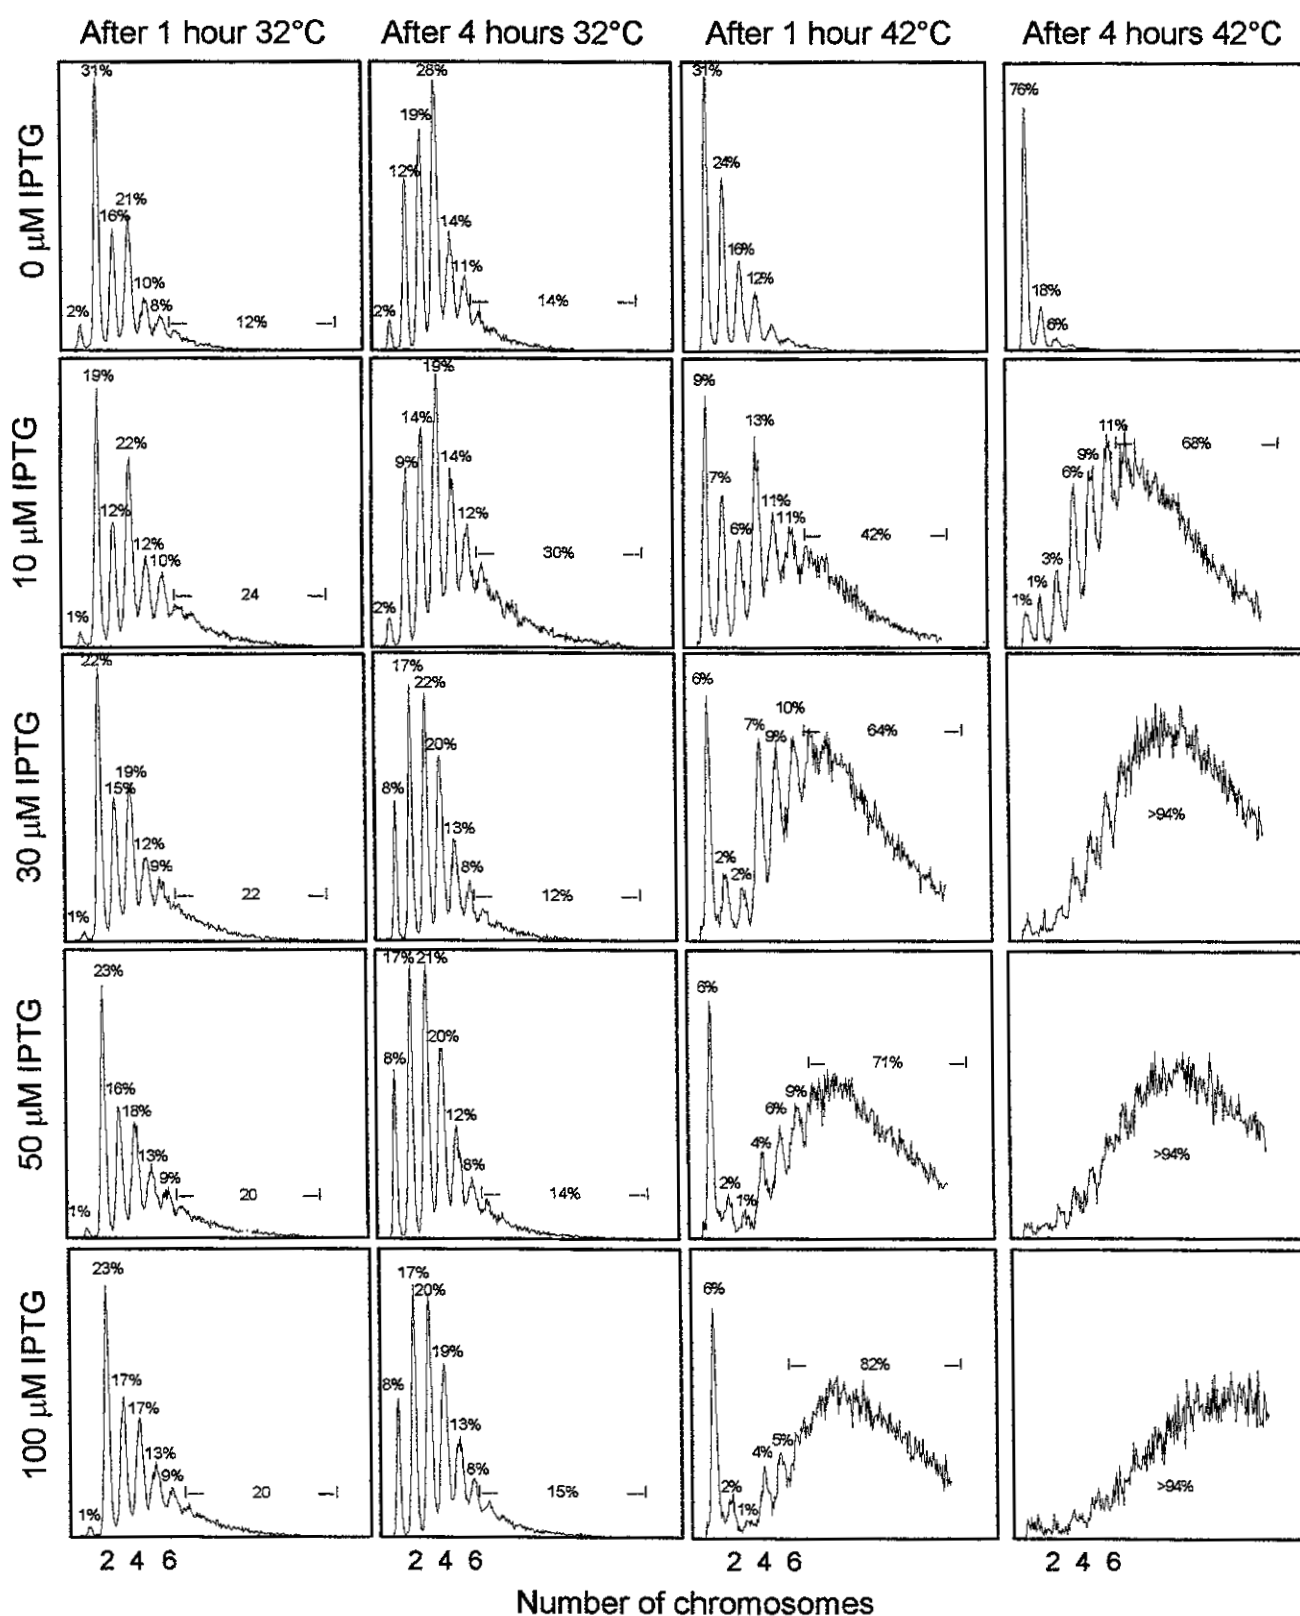 After 1 hour 32°C After 4 hours 32°C After 1 hour 42°C After 4 hours 42°C
0 µM IPTG
2% 31% 16% 21% 10% 8% 12%
2% 12% 19% 28% 14% 11% 14%
31% 24% 16% 12%
76% 18% 6%
10 µM IPTG
1% 19% 12% 22% 12% 10% 24
2% 9% 14% 19% 14% 12% 30%
9% 7% 6% 13% 11% 11% 42%
1% 1% 3% 6% 9% 11% 68%
30 µM IPTG
1% 22% 15% 19% 12% 9% 22
8% 17% 22% 20% 13% 8% 12%
6% 2% 2% 7% 9% 10% 64%
>94%
50 µM IPTG
1% 23% 16% 18% 13% 9% 20
8% 17% 21% 20% 12% 8% 14%
6% 2% 1% 4% 6% 9% 71%
>94%
100 µM IPTG
1% 23% 17% 17% 13% 9% 20
8% 17% 20% 19% 13% 8% 15%
6% 2% 1% 4% 5% 82%
>94%
2 4 6 2 4 6 2 4 6 2 4 6
Number of chromosomes